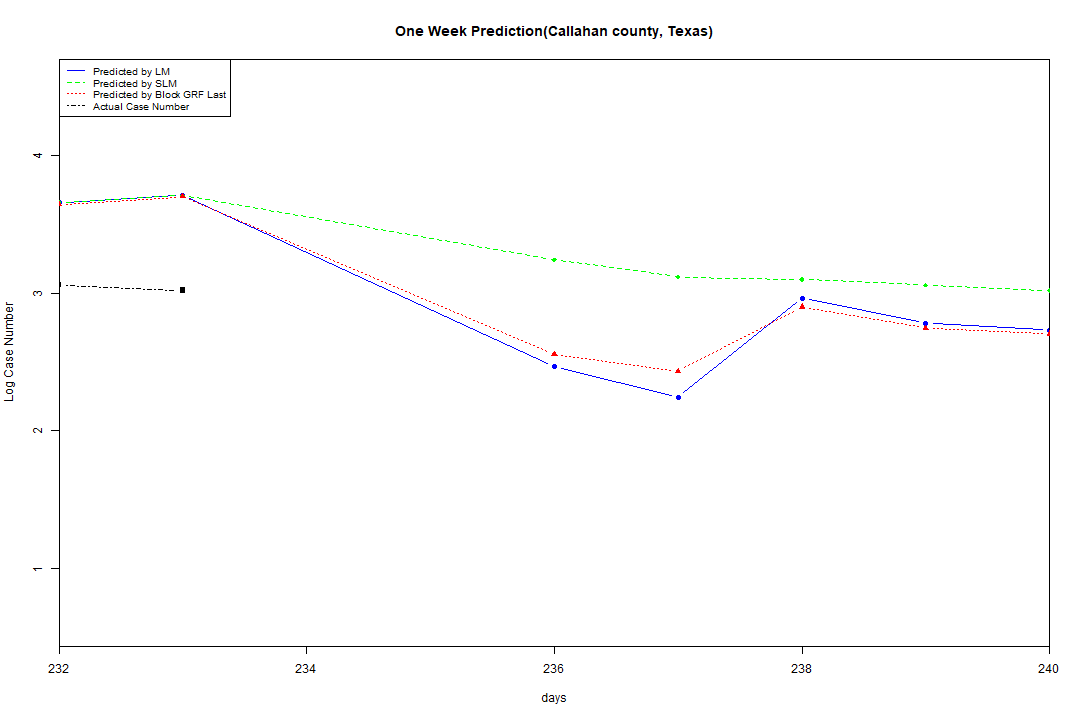 One Week Prediction(Callahan county, Texas)
Predicted by LM
Predicted by SLM
Predicted by Block GRF Last
Actual Case Number
4
3
2
1
Log Case Number
232 234 236 238 240
days